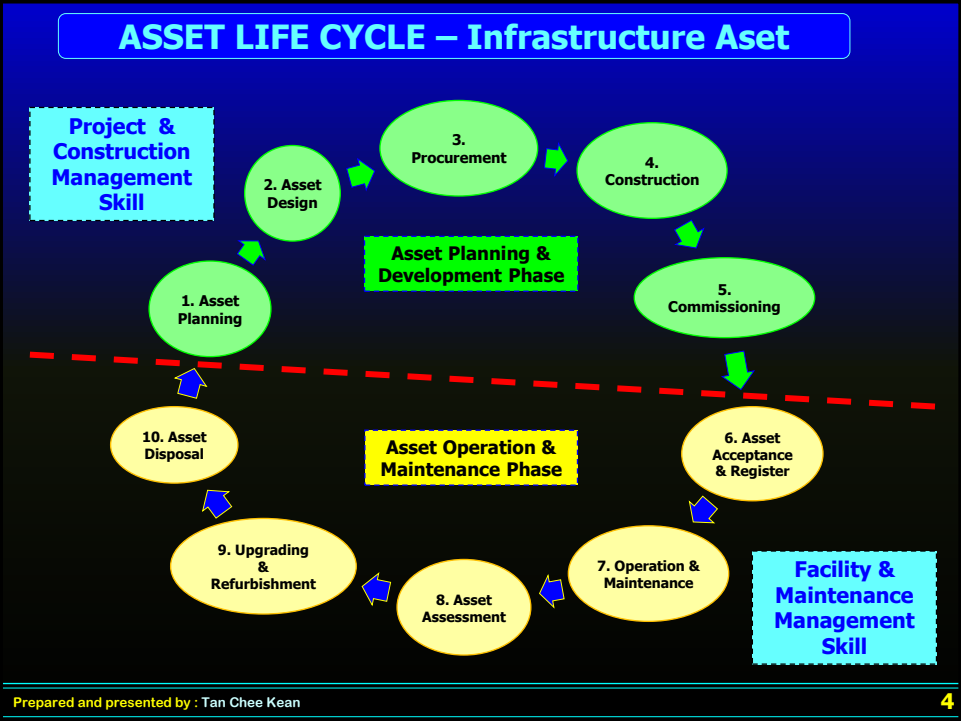 ASSET LIFE CYCLE – Infrastructure Aset
Project &
Construction
Management
Skill
3.
Procurement
4.
Construction
2. Asset
Design
Asset Planning &
Development Phase
5.
Commissioning
1. Asset
Planning
10. Asset
Disposal
Asset Operation &
Maintenance Phase
6. Asset
Acceptance
& Register
9. Upgrading
&
Refurbishment
8. Asset
Assessment
7. Operation &
Maintenance
Facility &
Maintenance
Management
Skill
Prepared and presented by : Tan Chee Kean
4